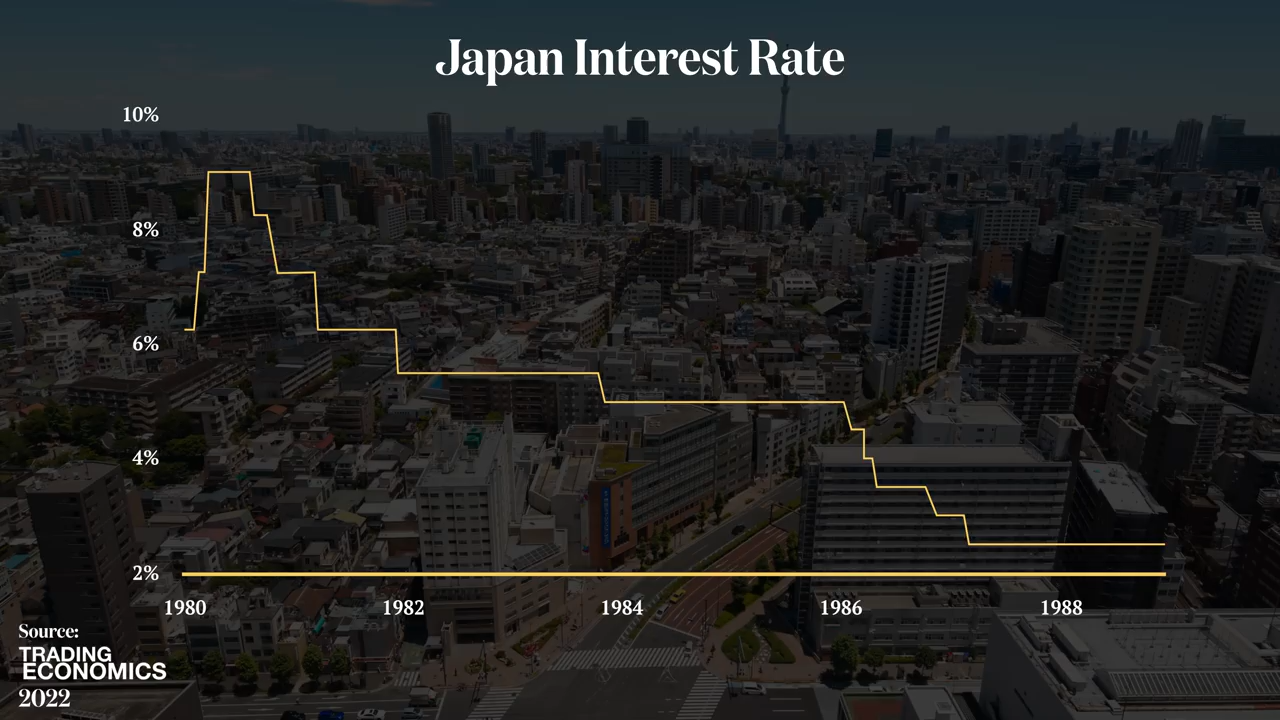 Japan Interest Rate
10%
8%
6%
4%
2%
1980 1982 1984 1986 1988
Source:
TRADING
ECONOMICS
2022